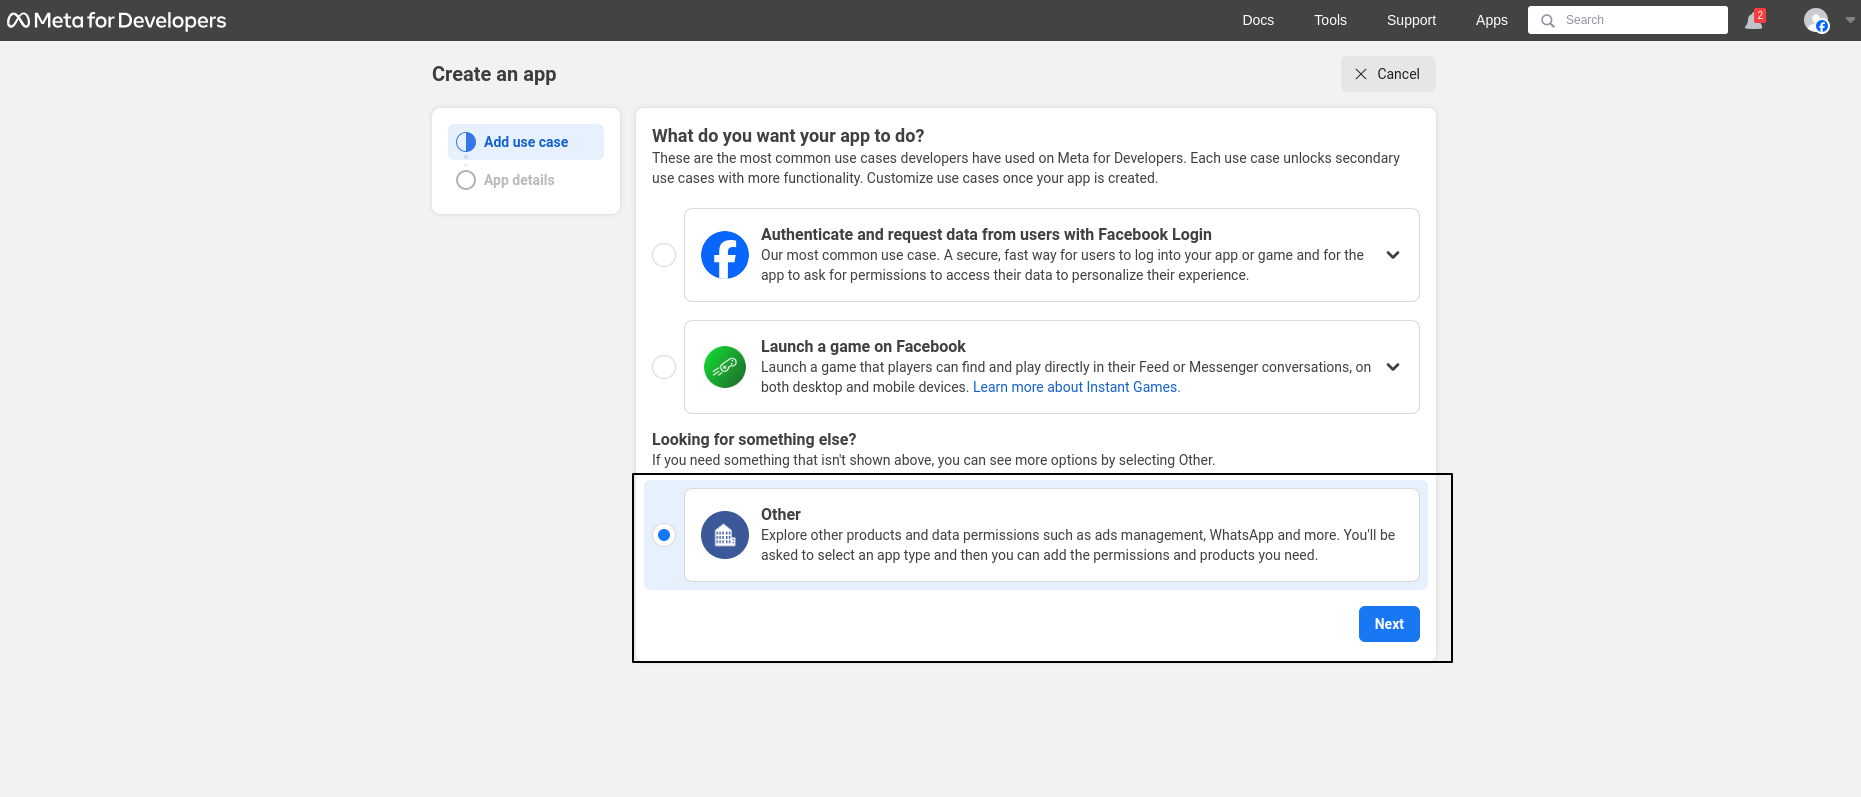 Meta for Developers
Docs
Tools
Support
Apps
Search
2
Create an app
Cancel
Add use case
App details
What do you want your app to do?
These are the most common use cases developers have used on Meta for Developers. Each use case unlocks secondary
use cases with more functionality. Customize use cases once your app is created.
Authenticate and request data from users with Facebook Login
Our most common use case. A secure, fast way for users to log into your app or game and for the
app to ask for permissions to access their data to personalize their experience.
Launch a game on Facebook
Launch a game that players can find and play directly in their Feed or Messenger conversations, on
both desktop and mobile devices. Learn more about Instant Games.
Looking for something else?
If you need something that isn't shown above, you can see more options by selecting Other.
Other
Explore other products and data permissions such as ads management, WhatsApp and more. You'll be
asked to select an app type and then you can add the permissions and products you need.
Next